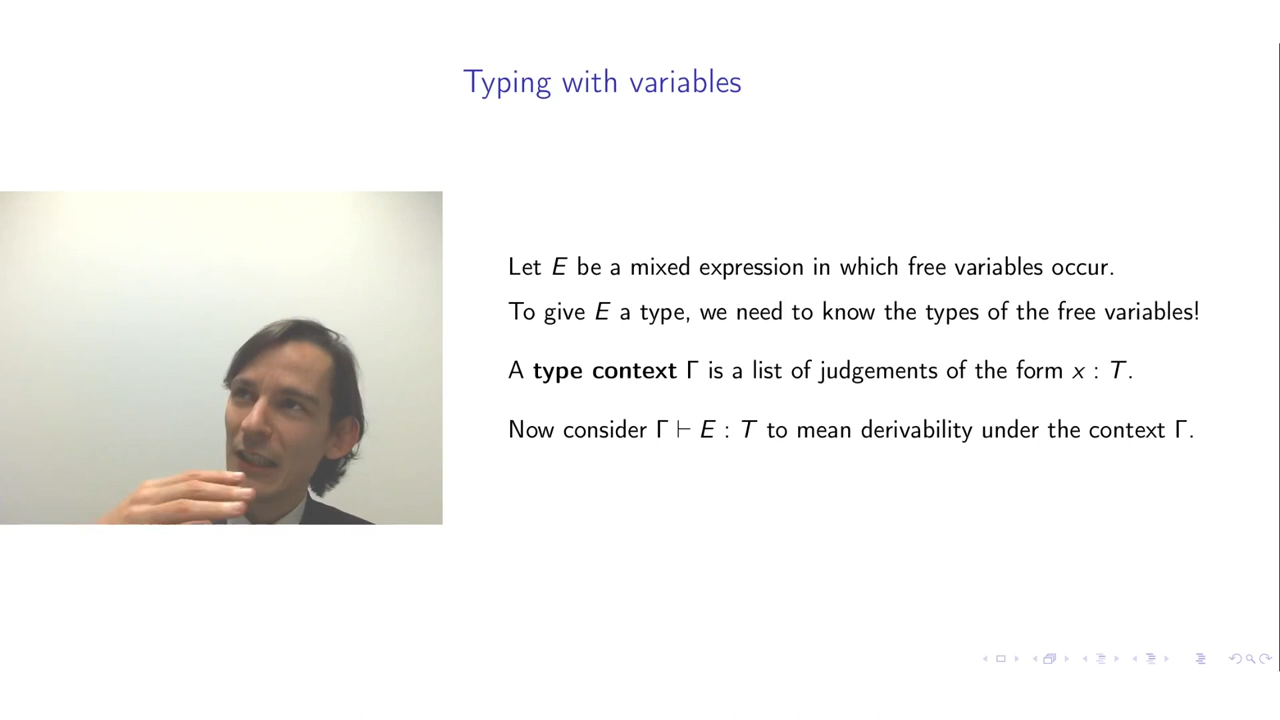 Typing with variables
Let E be a mixed expression in which free variables occur.
To give E a type, we need to know the types of the free variables!
A type context Γ is a list of judgements of the form x : T.
Now consider Γ ⊢ E : T to mean derivability under the context Γ.